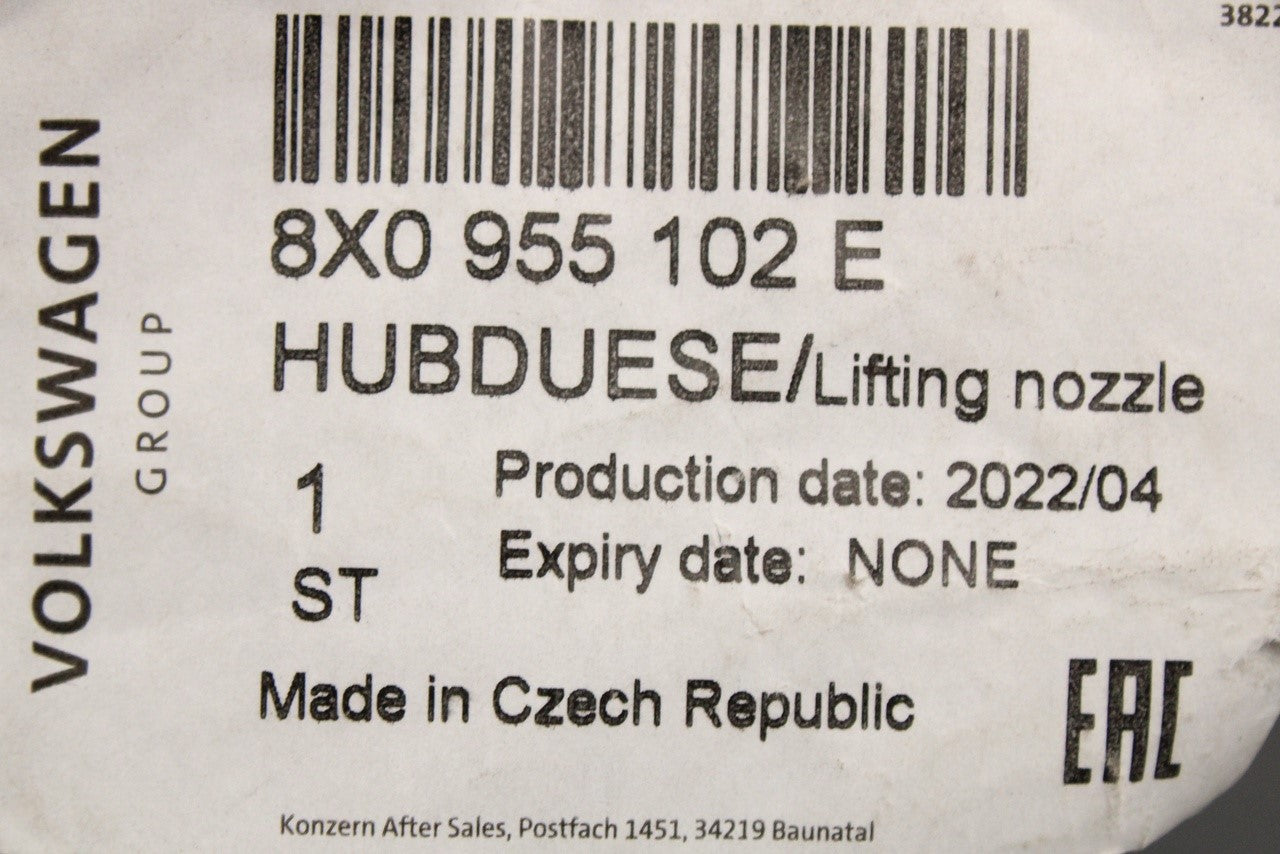 3822
8X0 955 102 E
HUBDUESE/Lifting nozzle
1
ST
Production date: 2022/04
Expiry date: NONE
Made in Czech Republic
EAC
Konzern After Sales, Postfach 1451, 34219 Baunatal
VOLKSWAGEN
GROUP